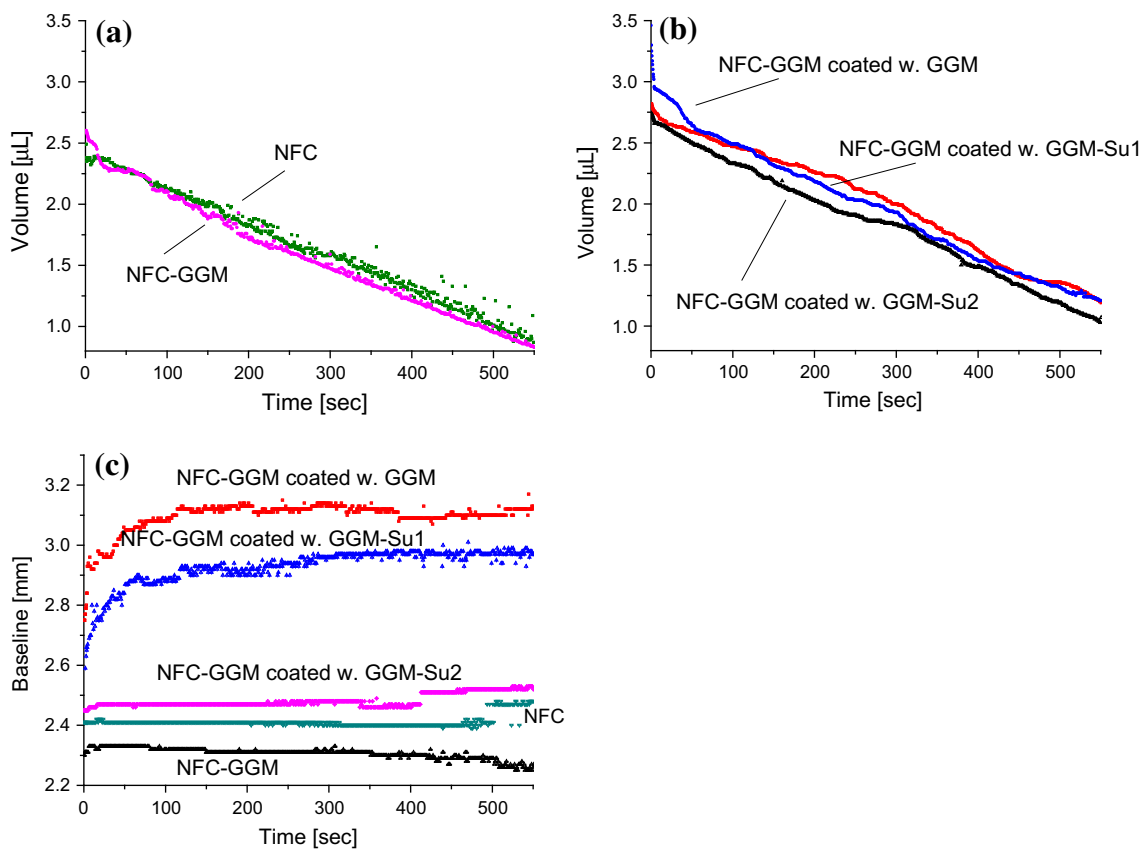 (a)
3.5
3.0
2.5
2.0
1.5
1.0
Volume [µL]
NFC
NFC-GGM
0 100 200 300 400 500
Time [sec]
(b)
3.5
3.0
2.5
2.0
1.5
1.0
Volume [µL]
NFC-GGM coated w. GGM
NFC-GGM coated w. GGM-Su1
NFC-GGM coated w. GGM-Su2
0 100 200 300 400 500
Time [sec]
(c)
3.2
3.0
2.8
2.6
2.4
2.2
Baseline [mm]
NFC-GGM coated w. GGM
NFC-GGM coated w. GGM-Su1
NFC-GGM coated w. GGM-Su2
NFC
NFC-GGM
0 100 200 300 400 500
Time [sec]